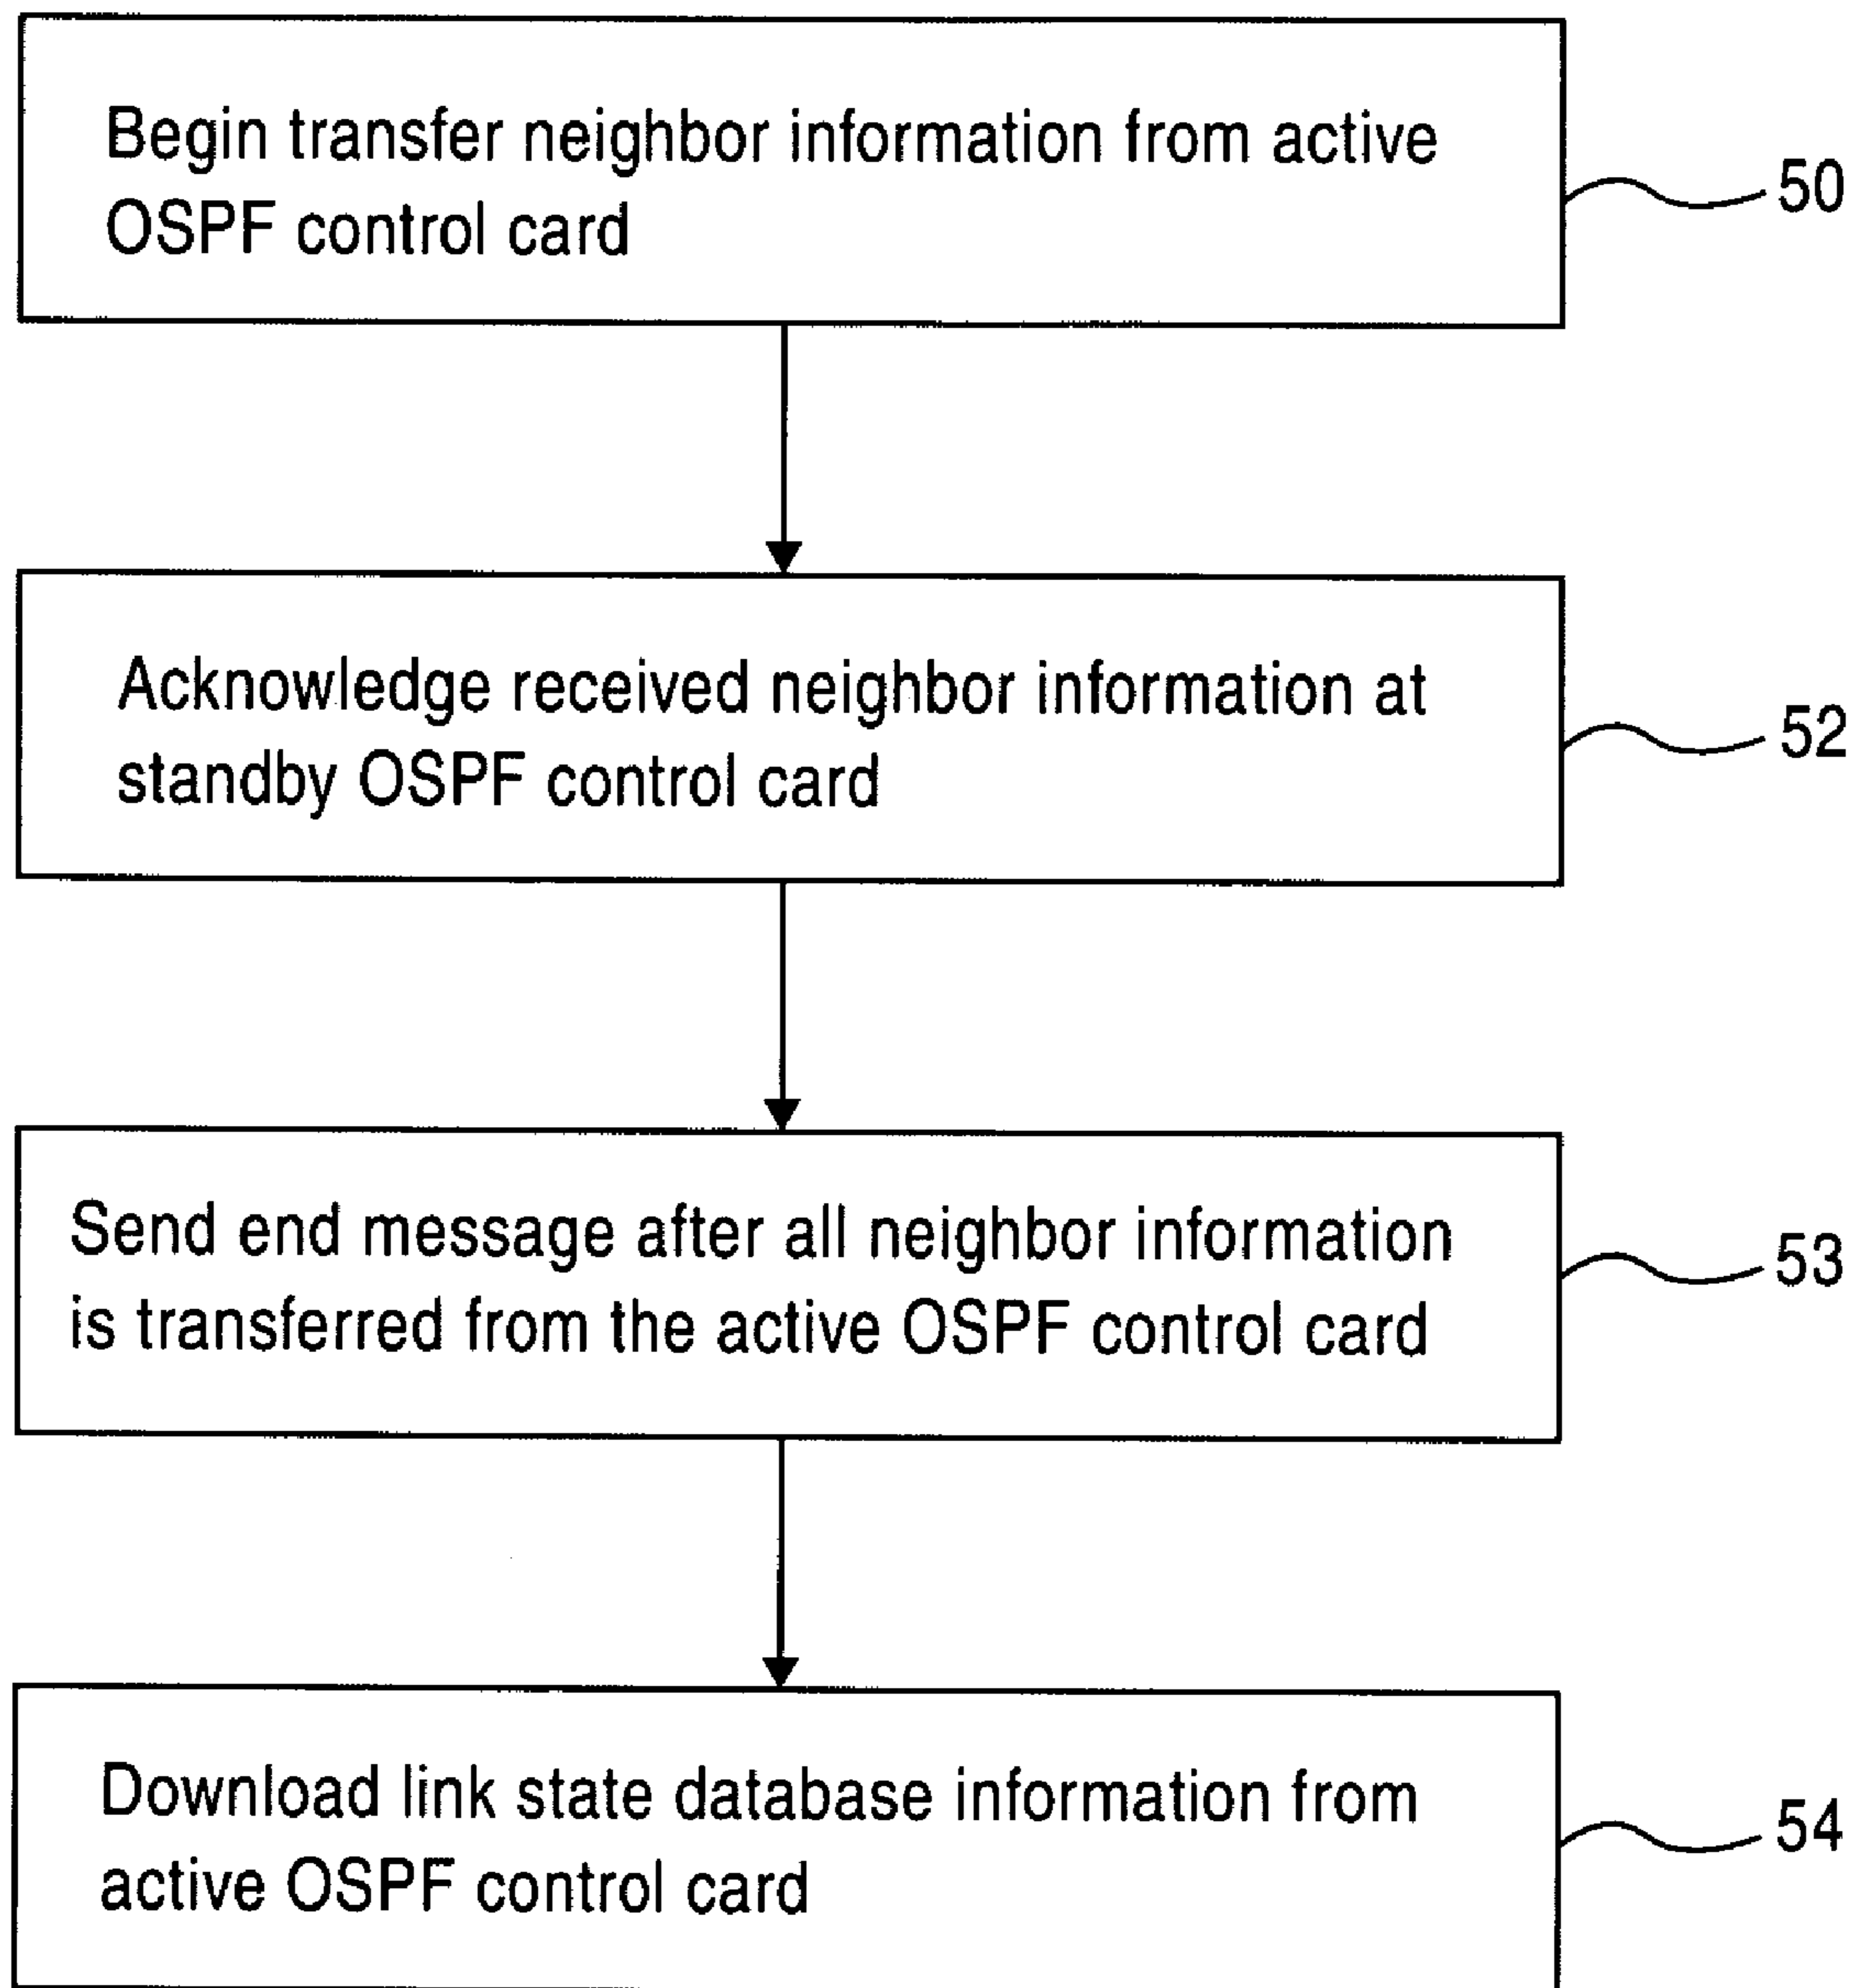 Begin transfer neighbor information from active
OSPF control card
50
Acknowledge received neighbor information at
standby OSPF control card
52
Send end message after all neighbor information
is transferred from the active OSPF control card
53
Download link state database information from
active OSPF control card
54